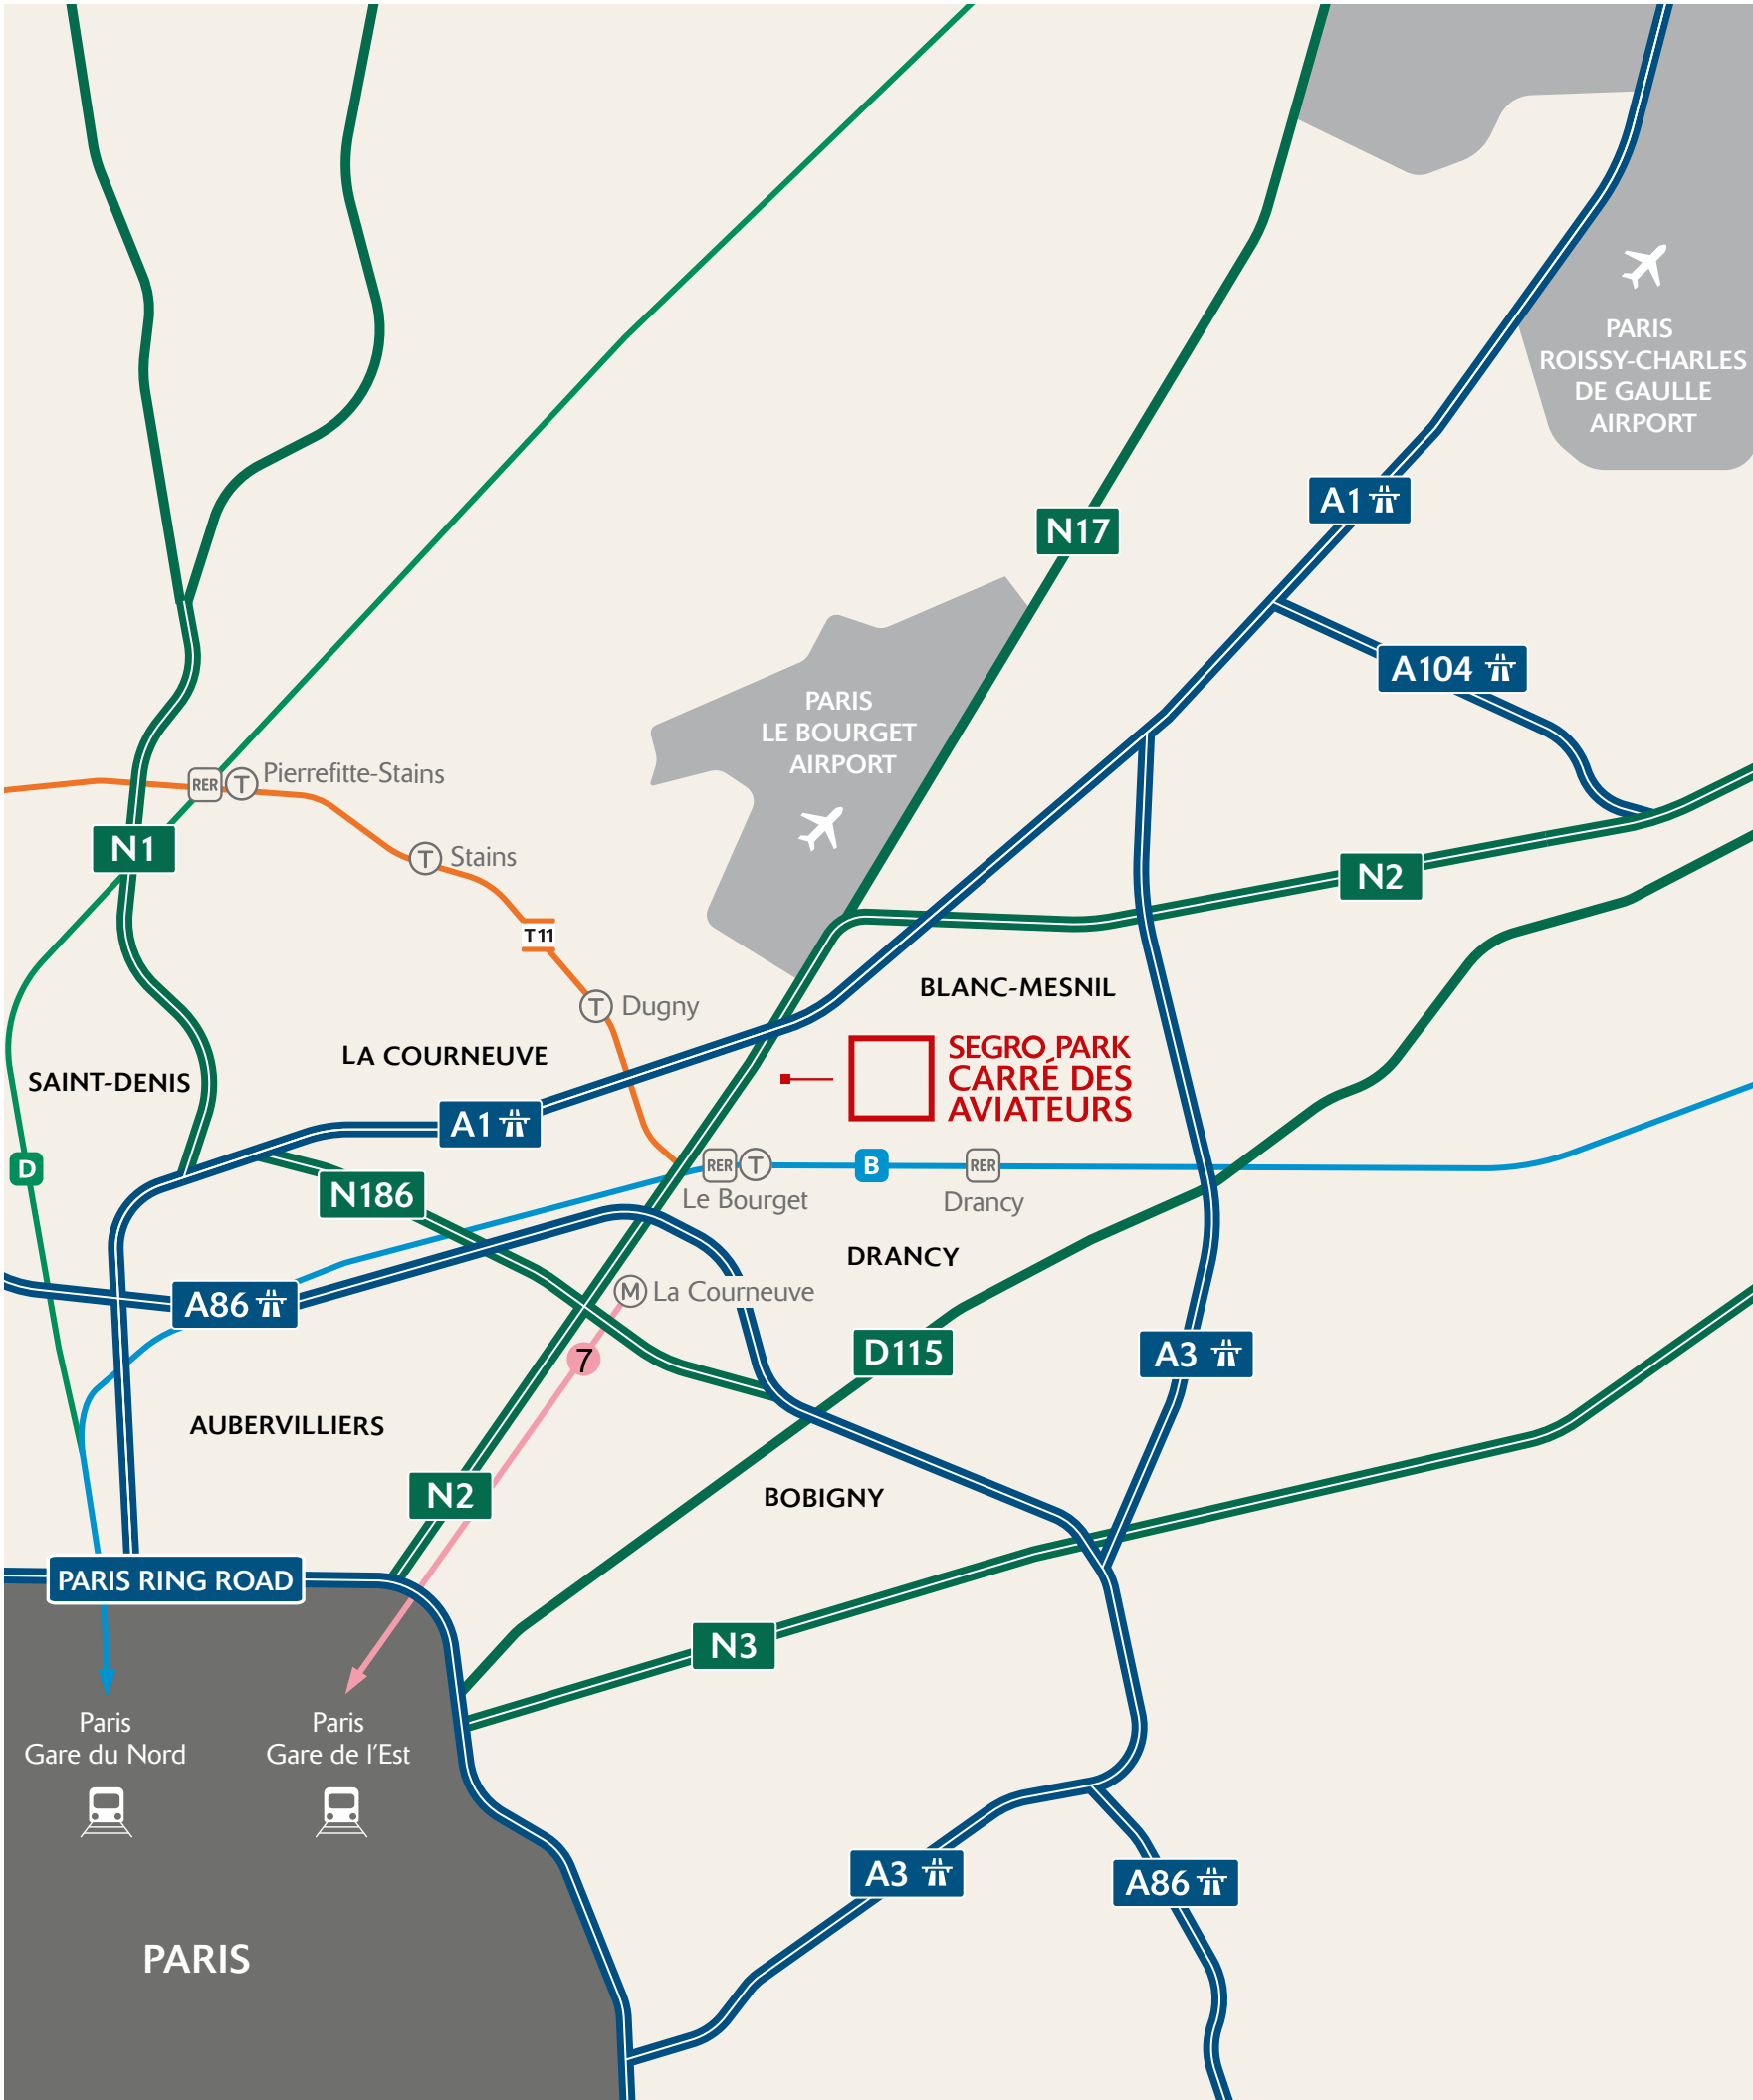 PARIS
ROISSY-CHARLES
DE GAULLE
AIRPORT
A1
N17
A104
PARIS
LE BOURGET
AIRPORT
RER
T
Pierrefitte-Stains
N1
T
Stains
N2
T11
BLANC-MESNIL
T
Dugny
LA COURNEUVE
SEGRO PARK
CARRÉ DES
AVIATEURS
SAINT-DENIS
A1
D
RER
T
B
RER
N186
Le Bourget
Drancy
DRANCY
A86
M
La Courneuve
7
D115
A3
AUBERVILLIERS
N2
BOBIGNY
PARIS RING ROAD
N3
Paris
Gare du Nord
Paris
Gare de l'Est
A3
A86
PARIS